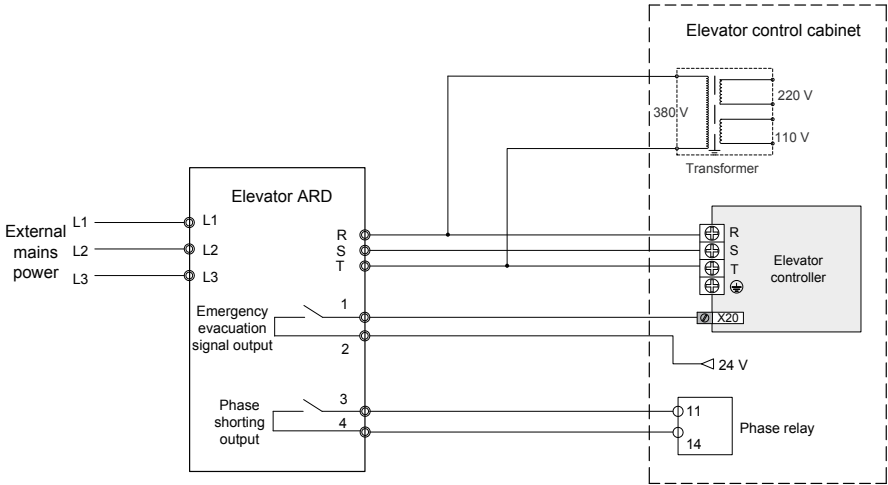 Elevator control cabinet
380 V
220 V
110 V
Transformer
Elevator ARD
External
mains
power
L1
L2
L3
L1
L2
L3
R
S
T
R
S
T
Elevator
controller
X20
Emergency
evacuation
signal output
1
2
24 V
Phase
shorting
output
3
4
11
14
Phase relay